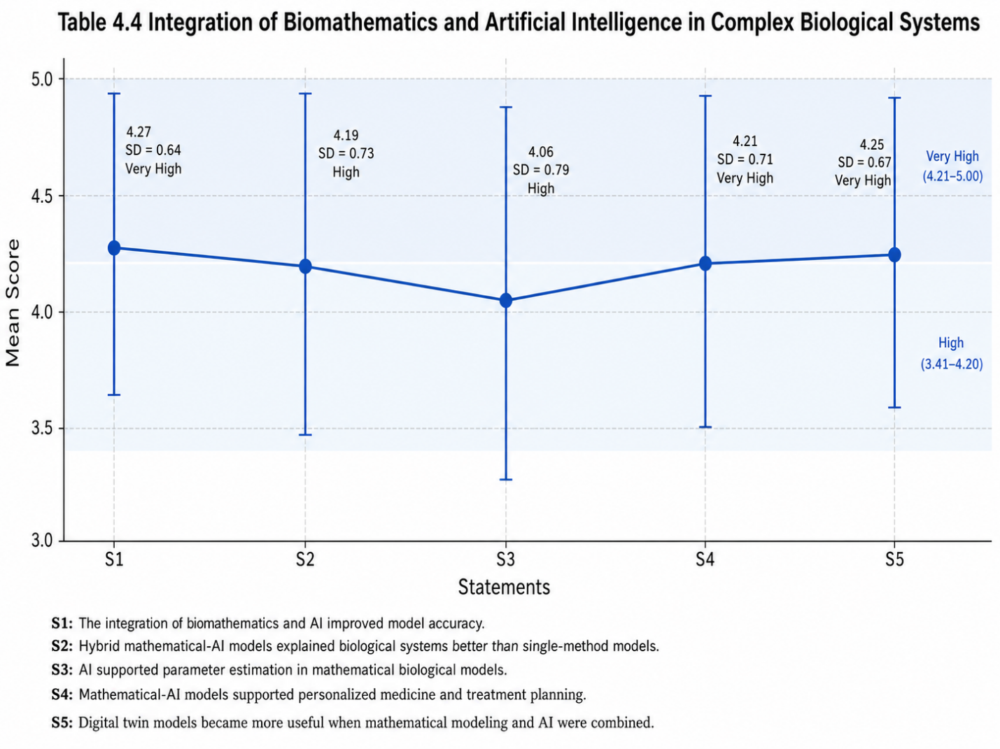 Table 4.4 Integration of Biomathematics and Artificial Intelligence in Complex Biological Systems
Mean Score
5.0
4.5
4.0
3.5
3.0
4.27
SD = 0.64
Very High
4.19
SD = 0.73
High
4.06
SD = 0.79
High
4.21
SD = 0.71
Very High
4.25
SD = 0.67
Very High
Very High
(4.21–5.00)
High
(3.41–4.20)
S1
S2
S3
S4
S5
Statements
S1: The integration of biomathematics and AI improved model accuracy.
S2: Hybrid mathematical-AI models explained biological systems better than single-method models.
S3: AI supported parameter estimation in mathematical biological models.
S4: Mathematical-AI models supported personalized medicine and treatment planning.
S5: Digital twin models became more useful when mathematical modeling and AI were combined.